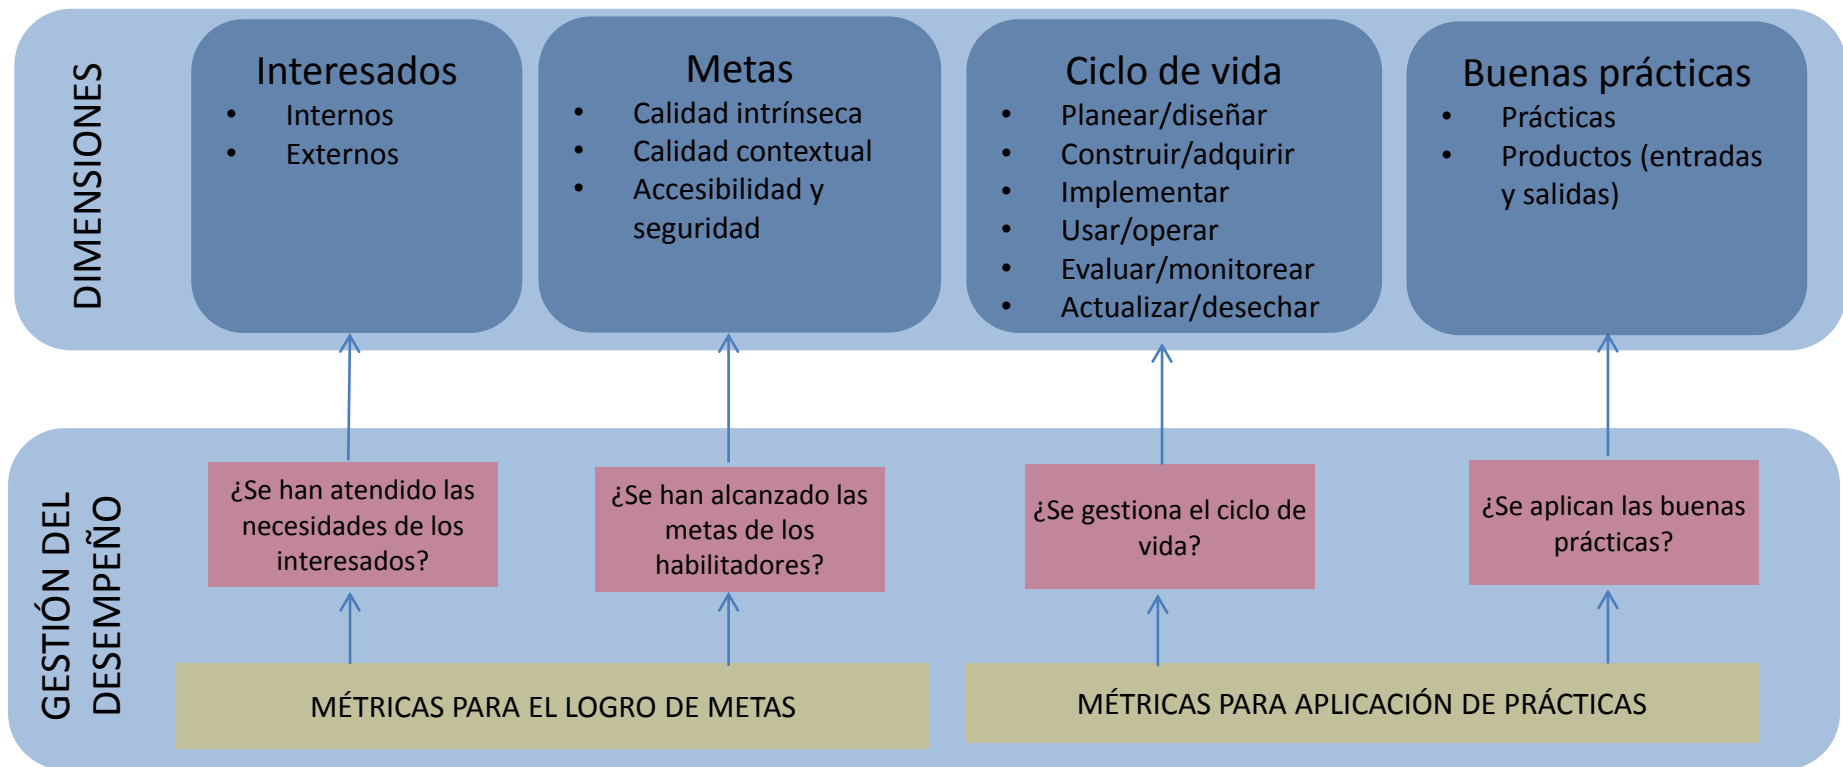 DIMENSIONES
Interesados
• Internos
• Externos
Metas
• Calidad intrínseca
• Calidad contextual
• Accesibilidad y
seguridad
Ciclo de vida
• Planear/diseñar
• Construir/adquirir
• Implementar
• Usar/operar
• Evaluar/monitorear
• Actualizar/desechar
Buenas prácticas
• Prácticas
• Productos (entradas
y salidas)
GESTIÓN DEL
DESEMPEÑO
¿Se han atendido las
necesidades de los
interesados?
¿Se han alcanzado las
metas de los
habilitadores?
¿Se gestiona el ciclo de
vida?
¿Se aplican las buenas
prácticas?
MÉTRICAS PARA EL LOGRO DE METAS
MÉTRICAS PARA APLICACIÓN DE PRÁCTICAS